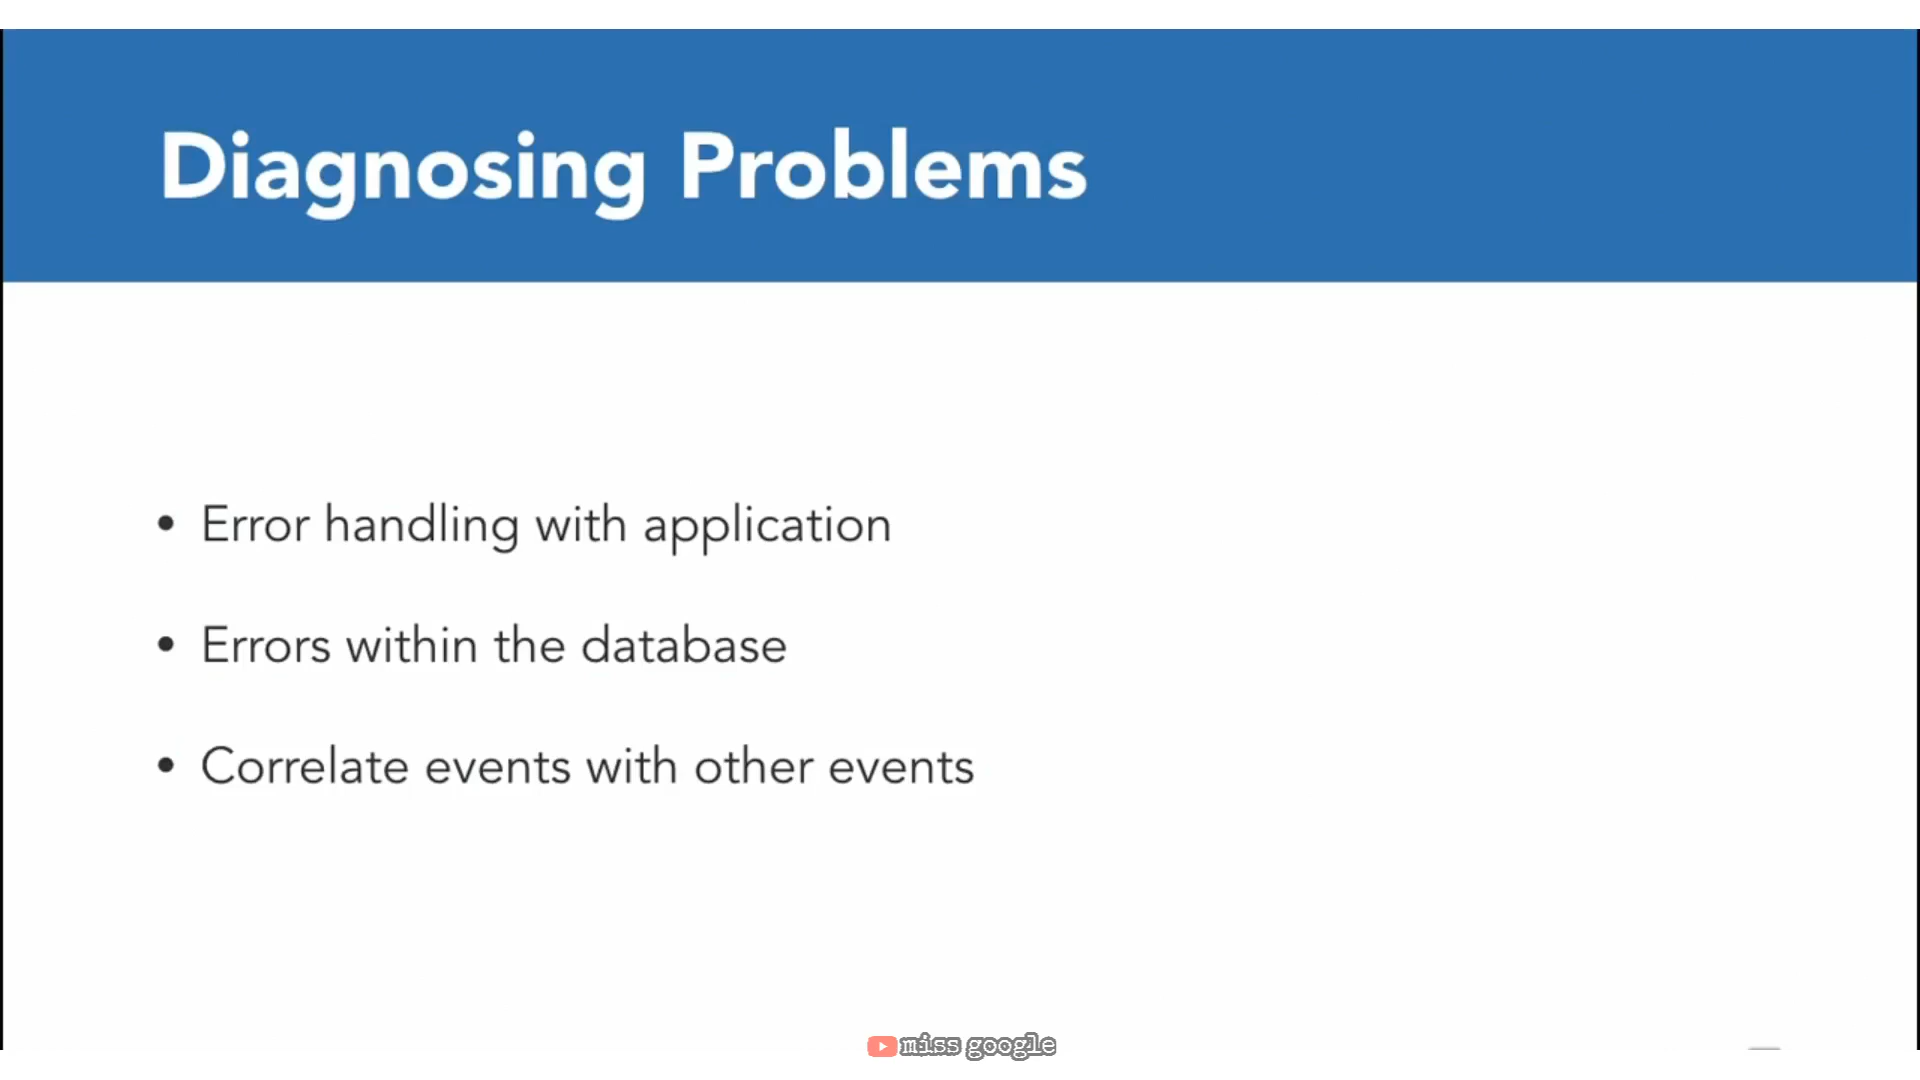 Diagnosing Problems
• Error handling with application
• Errors within the database
• Correlate events with other events
miss google